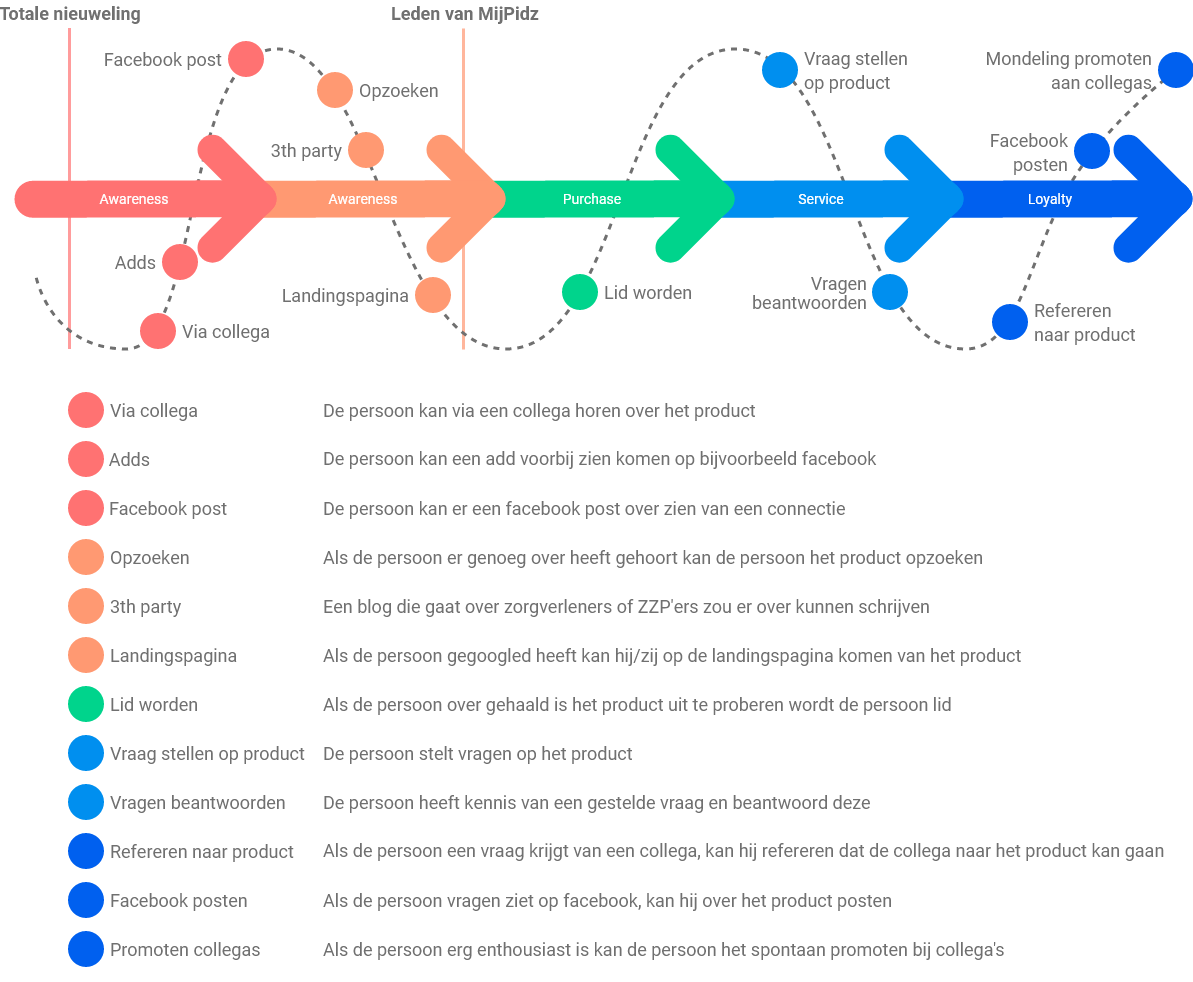 Totale nieuweling
Leden van MijPidz
Facebook post
Opzoeken
3th party
Vraag stellen
op product
Mondeling promoten
aan collegas
Facebook
posten
Awareness
Awareness
Purchase
Service
Loyalty
Adds
Via collega
Landingspagina
Lid worden
Vragen
beantwoorden
Refereren
naar product
Via collega De persoon kan via een collega horen over het product
Adds De persoon kan een add voorbij zien komen op bijvoorbeeld facebook
Facebook post De persoon kan er een facebook post over zien van een connectie
Opzoeken Als de persoon er genoeg over heeft gehoort kan de persoon het product opzoeken
3th party Een blog die gaat over zorgverleners of ZZP'ers zou er over kunnen schrijven
Landingspagina Als de persoon gegoogled heeft kan hij/zij op de landingspagina komen van het product
Lid worden Als de persoon over gehaald is het product uit te proberen wordt de persoon lid
Vraag stellen op product De persoon stelt vragen op het product
Vragen beantwoorden De persoon heeft kennis van een gestelde vraag en beantwoord deze
Refereren naar product Als de persoon een vraag krijgt van een collega, kan hij refereren dat de collega naar het product kan gaan
Facebook posten Als de persoon vragen ziet op facebook, kan hij over het product posten
Promoten collegas Als de persoon erg enthousiast is kan de persoon het spontaan promoten bij collega's